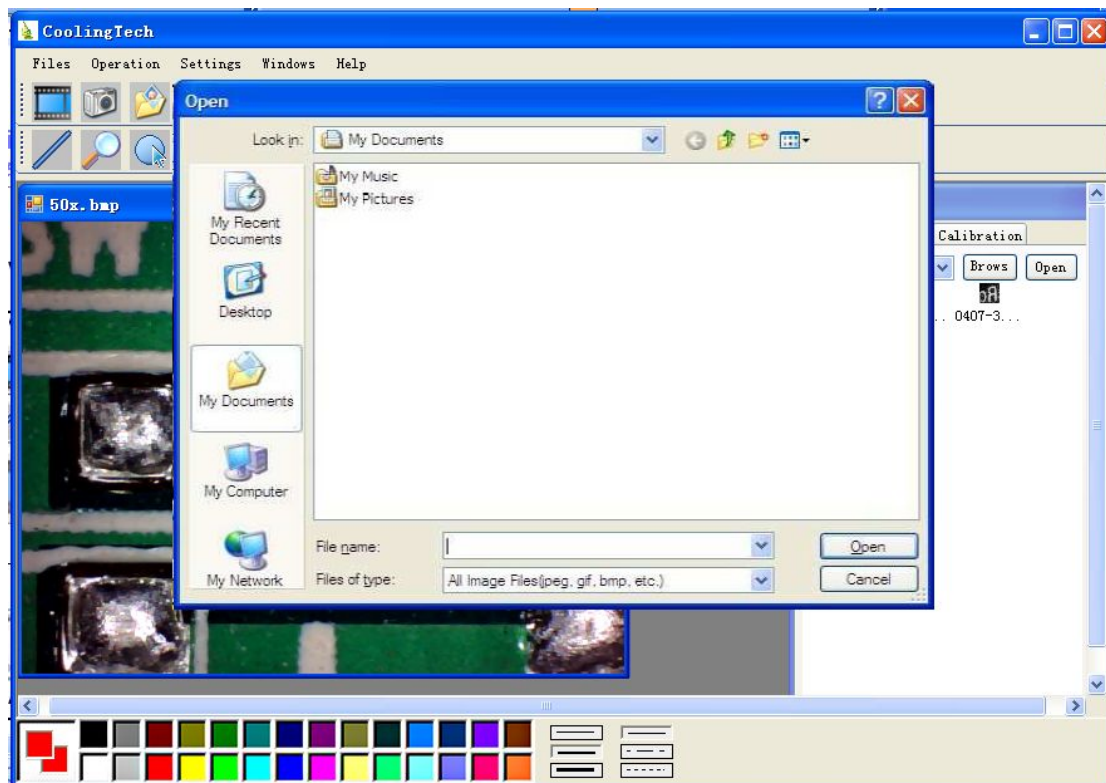 CoolingTech
Files Operation Settings Windows Help
Open
Look in: My Documents
My Music
My Pictures
My Recent
Documents
Desktop
My Documents
My Computer
My Network
File name:
Open
Files of type: All Image Files(jpeg, gif, bmp, etc.)
Cancel
50x.bmp
Calibration
Brows Open
.. 0407-3...